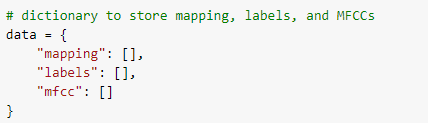 # dictionary to store mapping, labels, and MFCCs
data = {
    "mapping": [],
    "labels": [],
    "mfcc": []
}